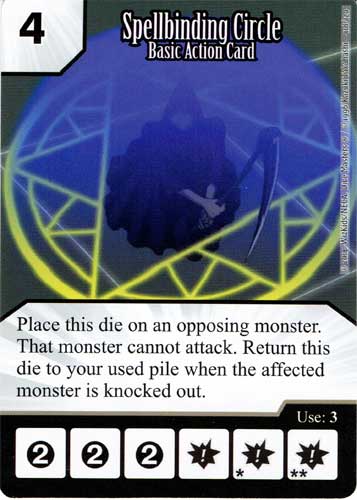 4
Spellbinding Circle
Basic Action Card
Place this die on an opposing monster.
That monster cannot attack. Return this
die to your used pile when the affected
monster is knocked out.
Use: 3
2 2 2 ! ! !
* **